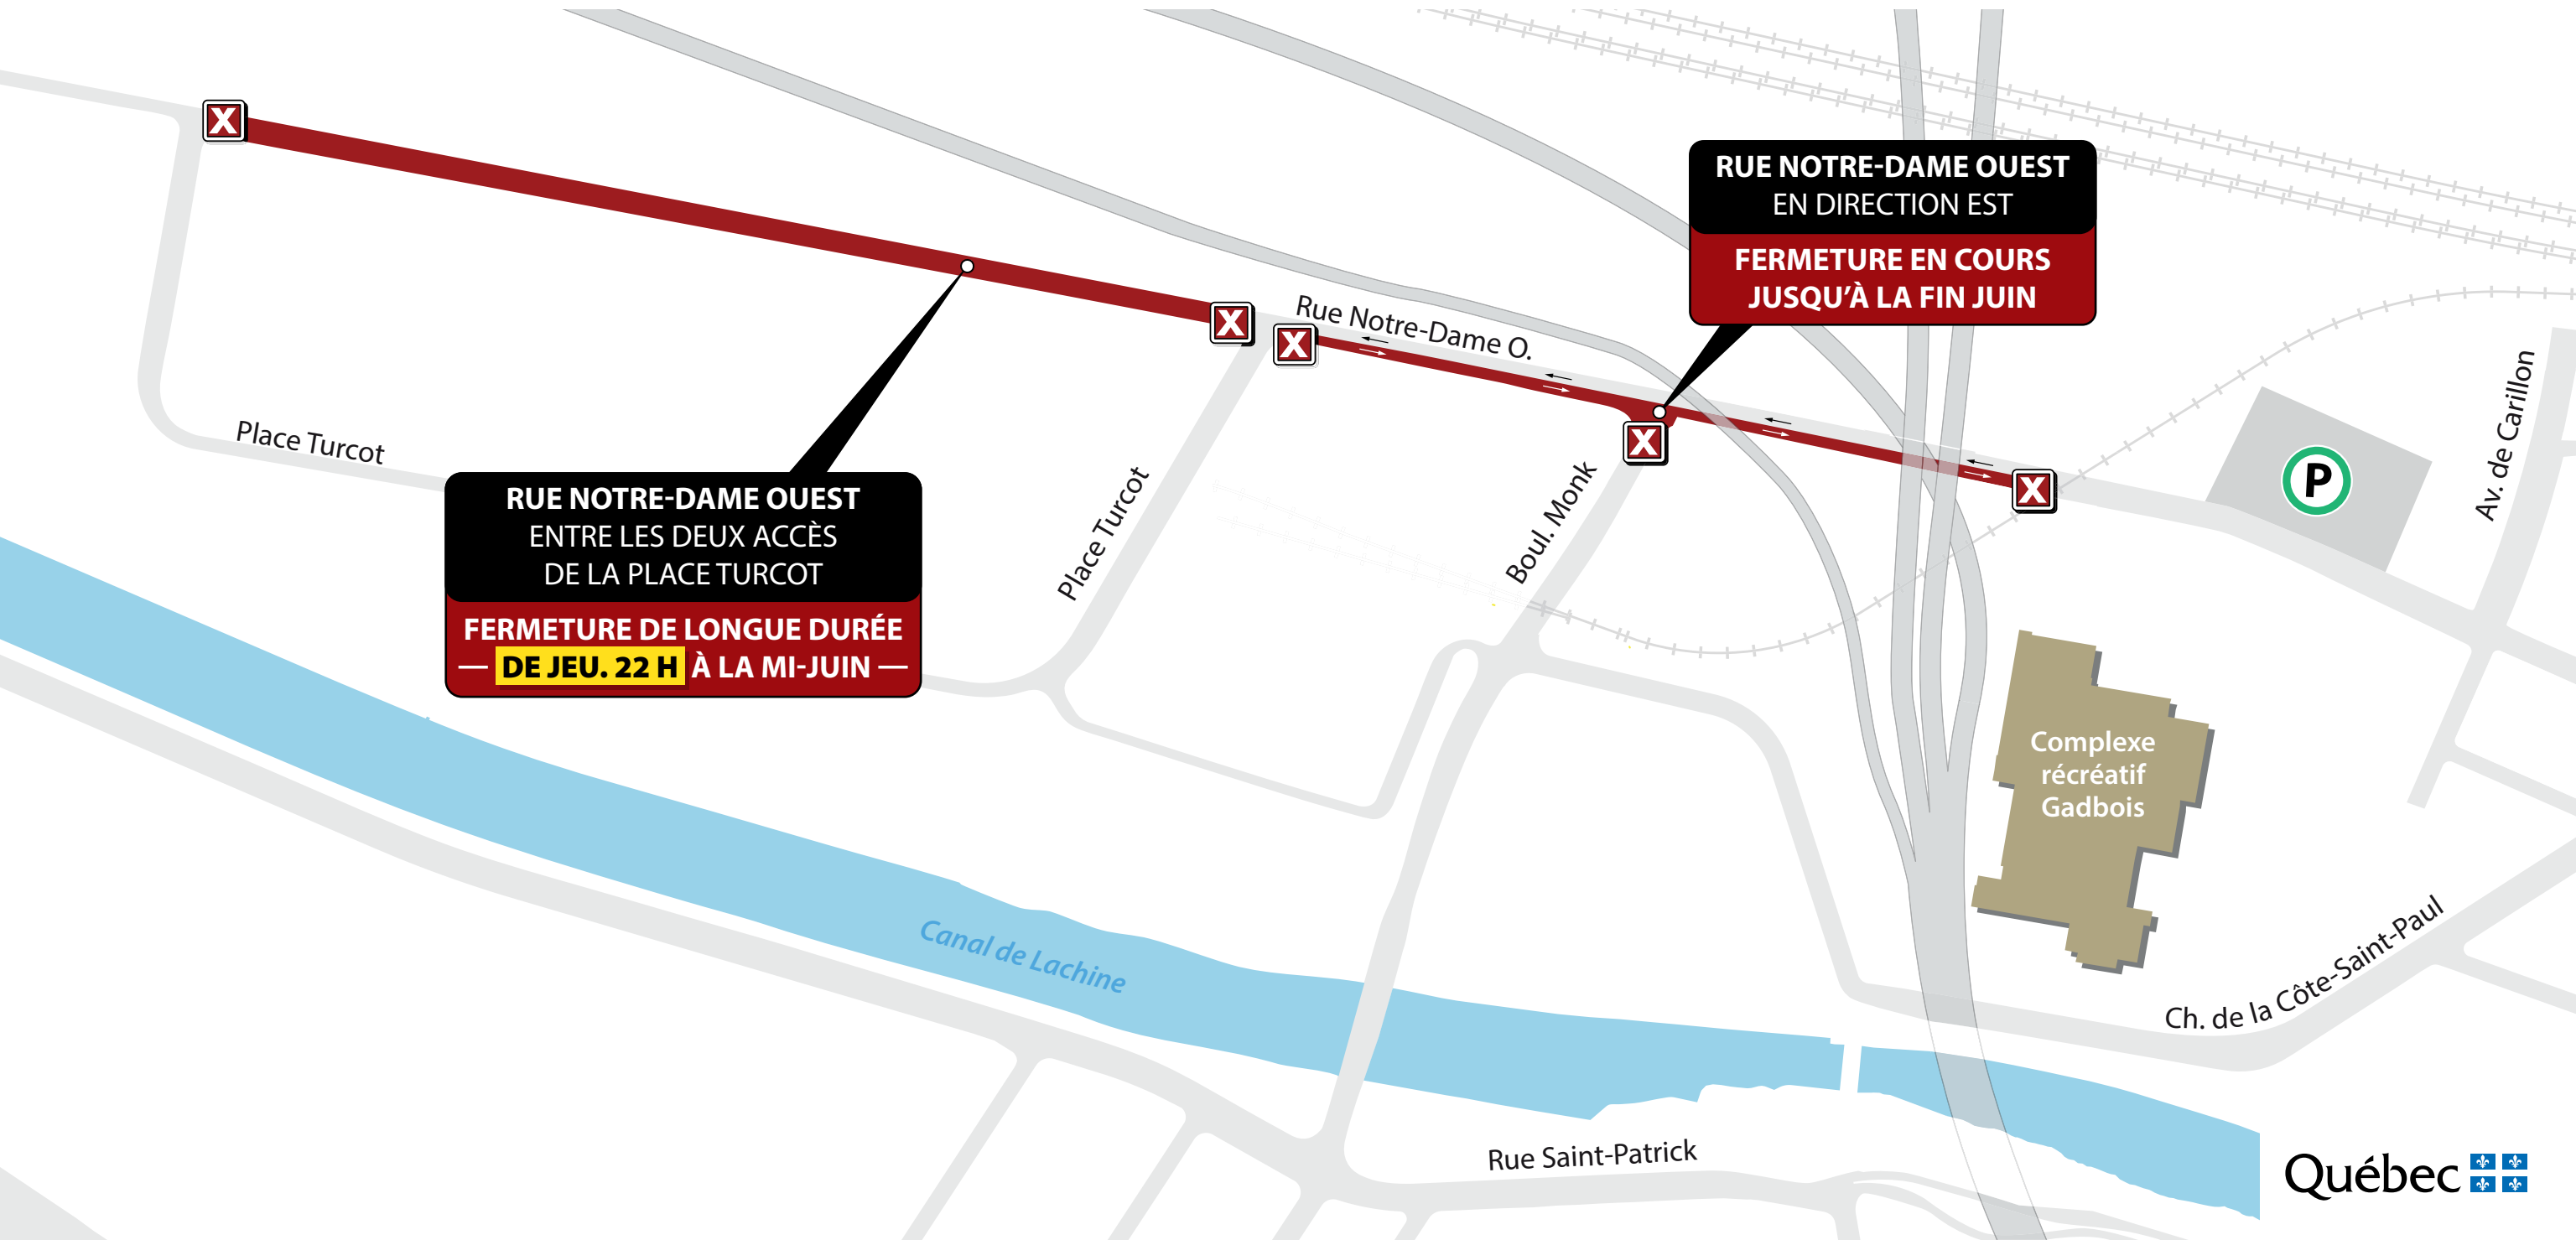 RUE NOTRE-DAME OUEST
EN DIRECTION EST
FERMETURE EN COURS
JUSQU’À LA FIN JUIN
X
X
X
X
X
Rue Notre-Dame O.
Av. de Carillon
P
Place Turcot
RUE NOTRE-DAME OUEST
ENTRE LES DEUX ACCÈS
DE LA PLACE TURCOT
FERMETURE DE LONGUE DURÉE
— DE JEU. 22 H À LA MI-JUIN —
Place Turcot
Boul. Monk
Complexe
récréatif
Gadbois
Canal de Lachine
Ch. de la Côte-Saint-Paul
Rue Saint-Patrick
Québec